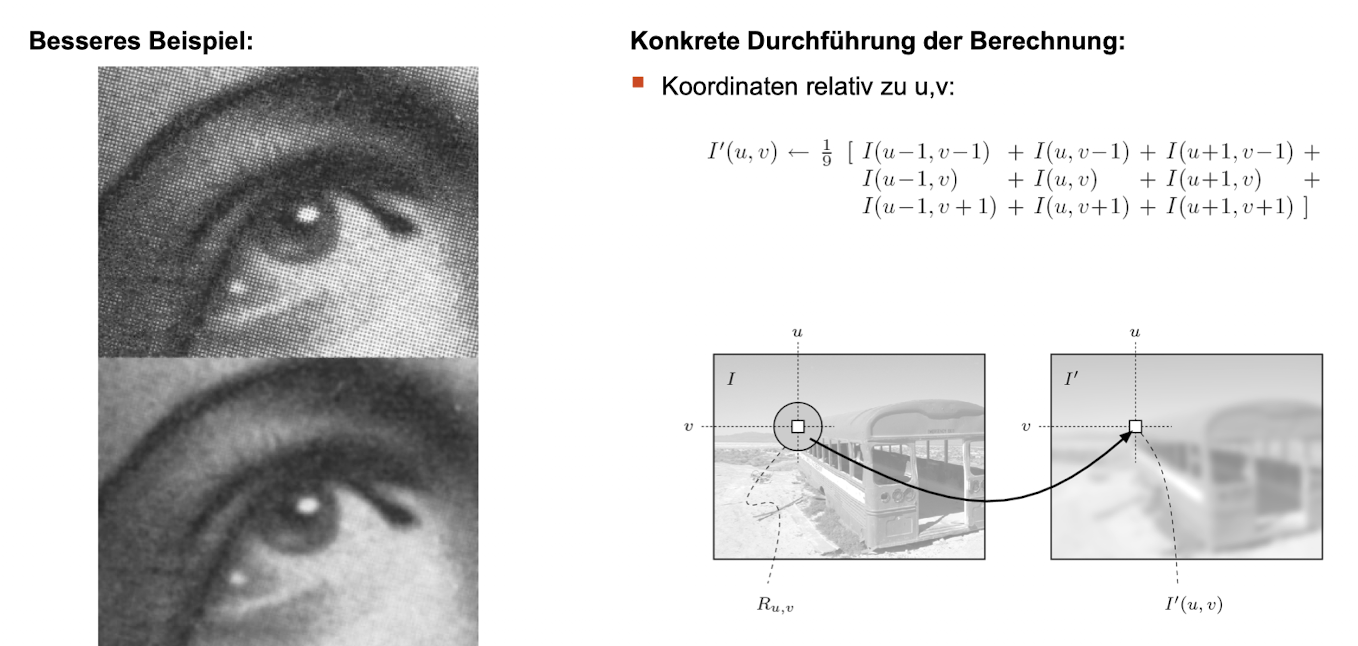 Besseres Beispiel:
Konkrete Durchführung der Berechnung:
Koordinaten relativ zu u,v:
I′(u, v) ← 1/9 [ I(u−1, v−1) + I(u, v−1) + I(u+1, v−1) +
I(u−1, v) + I(u, v) + I(u+1, v) +
I(u−1, v + 1) + I(u, v+1) + I(u+1, v+1) ]
u
u
I
I′
v
v
R_{u,v}
I′(u, v)